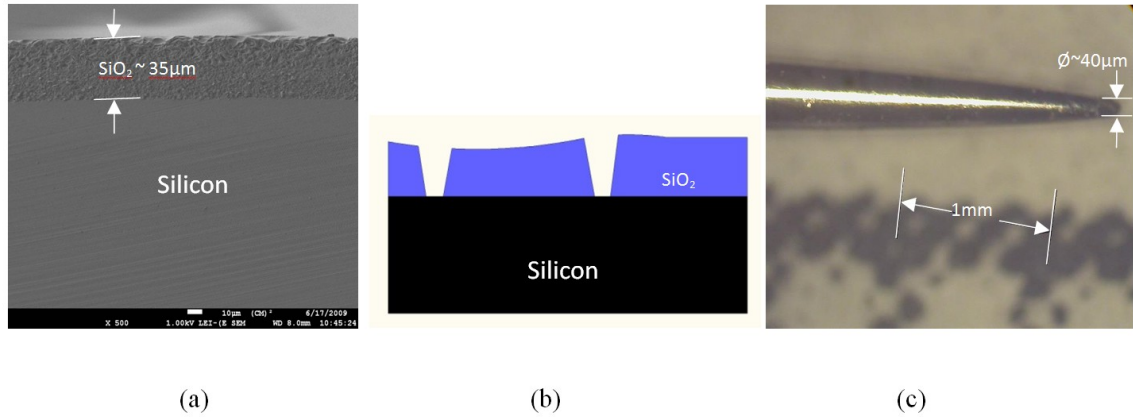 SiO₂ ~ 35µm
Silicon
10µm (CM)² 6/17/2009
X 500 1.00kV LEI-(E SEM WD 8.0mm 10:45:24
SiO₂
Silicon
Ø~40µm
1mm
(a) (b) (c)